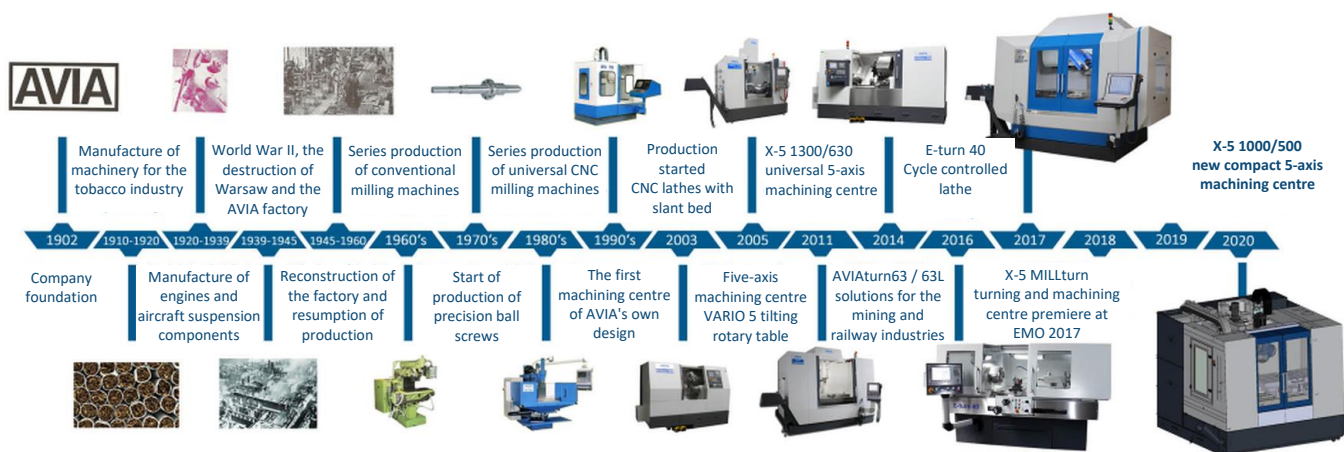 AVIA
Manufacture of
machinery for the
tobacco industry
World War II, the
destruction of
Warsaw and the
AVIA factory
Series production
of conventional
milling machines
Series production
of universal CNC
milling machines
Production
started
CNC lathes with
slant bed
X-5 1300/630
universal 5-axis
machining centre
E-turn 40
Cycle controlled
lathe
X-5 1000/500
new compact 5-axis
machining centre
1902
1910-1920
1920-1939
1939-1945
1945-1960
1960's
1970's
1980's
1990's
2003
2005
2011
2014
2016
2017
2018
2019
2020
Company
foundation
Manufacture of
engines and
aircraft suspension
components
Reconstruction of
the factory and
resumption of
production
Start of
production of
precision ball
screws
The first
machining centre
of AVIA's own
design
Five-axis
machining centre
VARIO 5 tilting
rotary table
AVIAturn63 / 63L
solutions for the
mining and
railway industries
X-5 MILLturn
turning and machining
centre premiere at
EMO 2017
E-turn 40